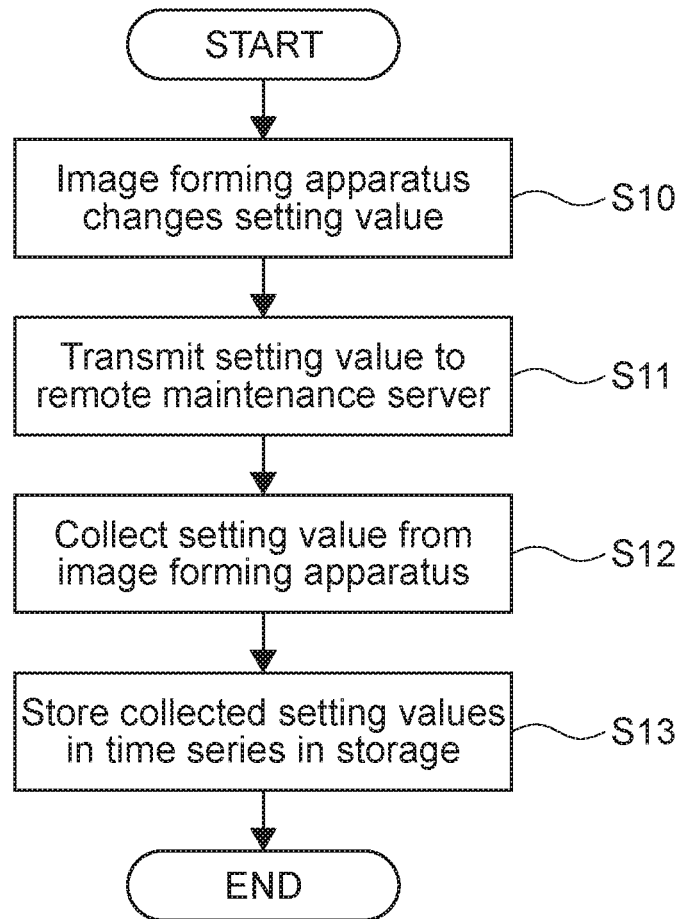 START
Image forming apparatus
changes setting value
S10
Transmit setting value to
remote maintenance server
S11
Collect setting value from
image forming apparatus
S12
Store collected setting values
in time series in storage
S13
END